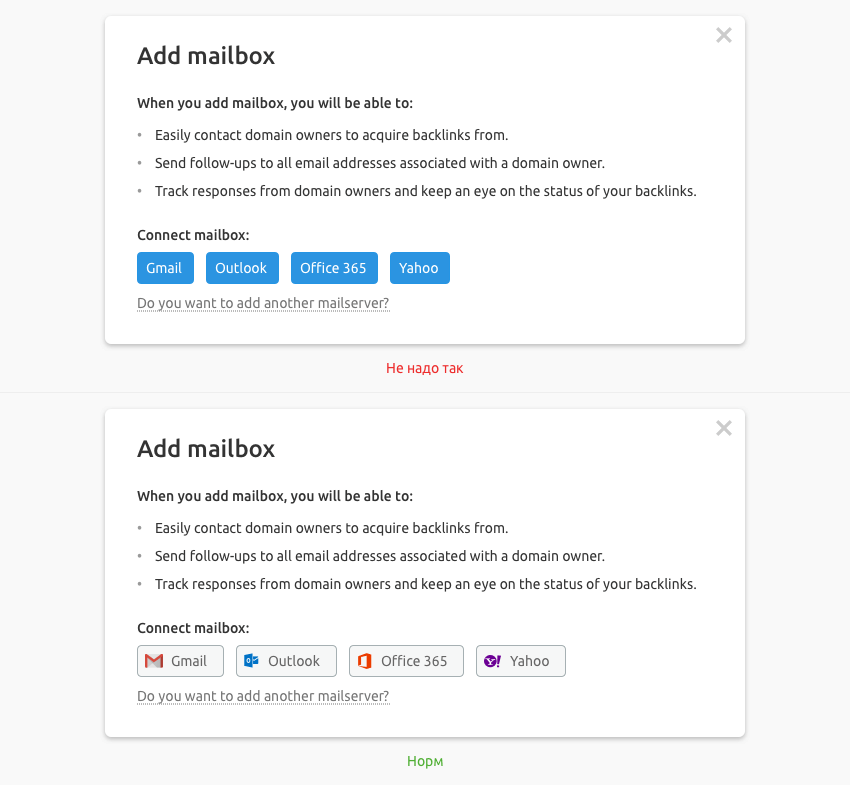 Add mailbox
When you add mailbox, you will be able to:
• Easily contact domain owners to acquire backlinks from.
• Send follow-ups to all email addresses associated with a domain owner.
• Track responses from domain owners and keep an eye on the status of your backlinks.
Connect mailbox:
Gmail Outlook Office 365 Yahoo
Do you want to add another mailserver?
Не надо так
Add mailbox
When you add mailbox, you will be able to:
• Easily contact domain owners to acquire backlinks from.
• Send follow-ups to all email addresses associated with a domain owner.
• Track responses from domain owners and keep an eye on the status of your backlinks.
Connect mailbox:
Gmail Outlook Office 365 Yahoo
Do you want to add another mailserver?
Норм